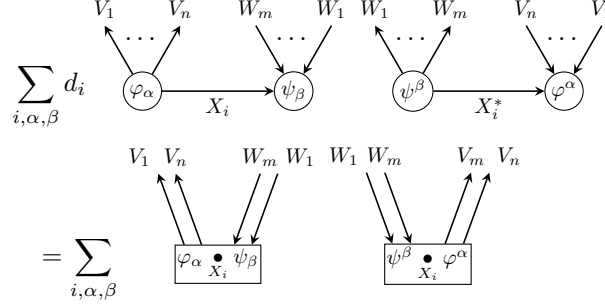 V_1 ⋯ V_n W_m ⋯ W_1 W_1 ⋯ W_m V_n ⋯ V
∑_{i,α,β} d_i φ_α X_i ψ_β ψ^β X_i^* φ^α
V_1 V_n W_m W_1 W_1 W_m V_m V_n
= ∑_{i,α,β} φ_α • X_i ψ_β ψ^β • X_i φ^α